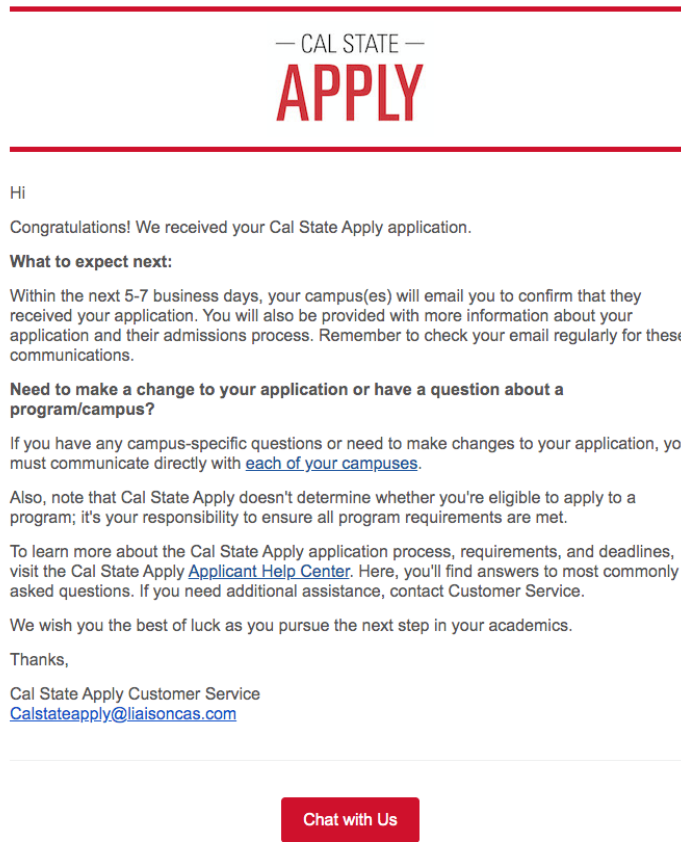 — CAL STATE —
APPLY
Hi
Congratulations! We received your Cal State Apply application.
What to expect next:
Within the next 5-7 business days, your campus(es) will email you to confirm that they
received your application. You will also be provided with more information about your
application and their admissions process. Remember to check your email regularly for these
communications.
Need to make a change to your application or have a question about a
program/campus?
If you have any campus-specific questions or need to make changes to your application, yo
must communicate directly with each of your campuses.
Also, note that Cal State Apply doesn't determine whether you're eligible to apply to a
program; it's your responsibility to ensure all program requirements are met.
To learn more about the Cal State Apply application process, requirements, and deadlines,
visit the Cal State Apply Applicant Help Center. Here, you'll find answers to most commonly
asked questions. If you need additional assistance, contact Customer Service.
We wish you the best of luck as you pursue the next step in your academics.
Thanks,
Cal State Apply Customer Service
Calstateapply@liaisoncas.com
Chat with Us